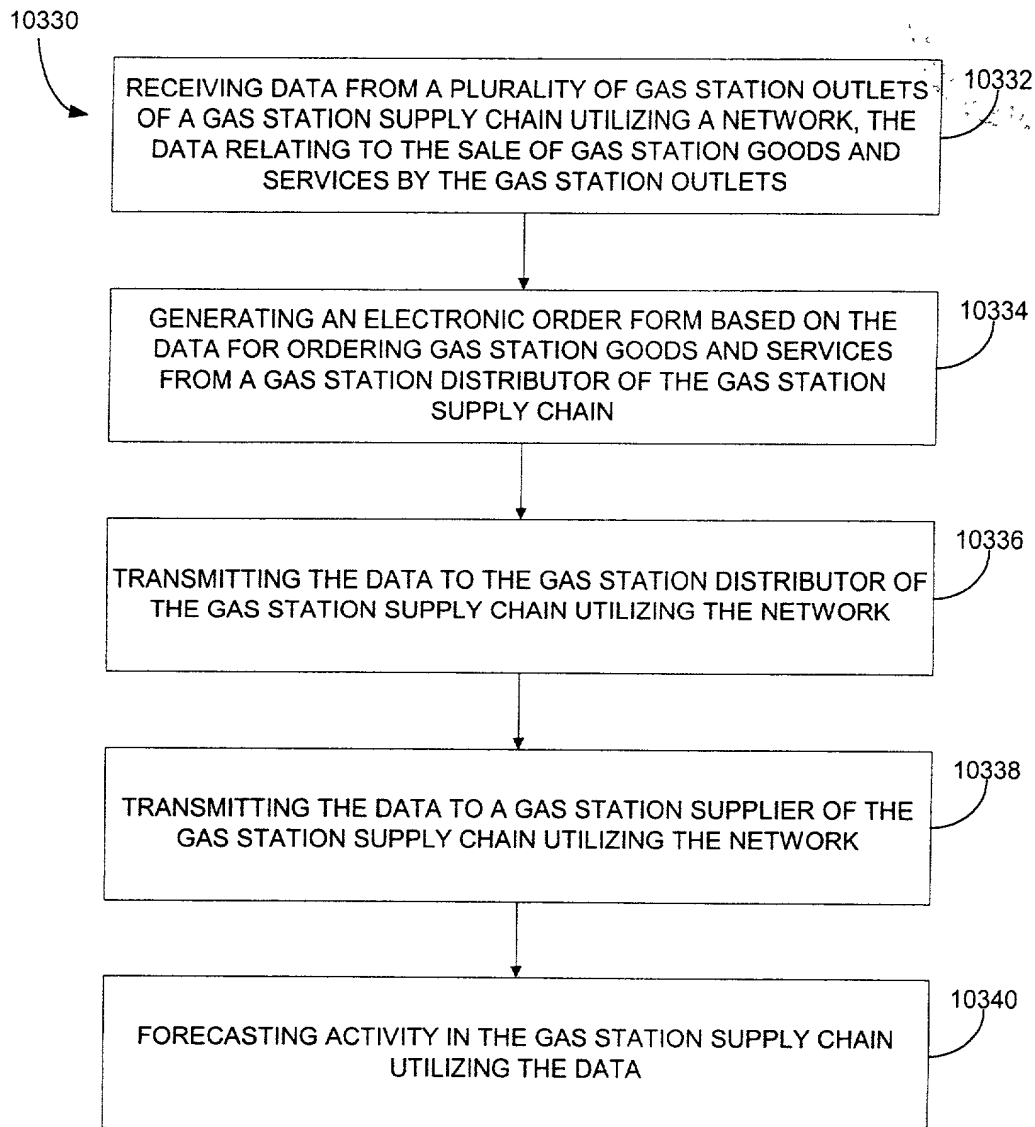 10330
RECEIVING DATA FROM A PLURALITY OF GAS STATION OUTLETS
OF A GAS STATION SUPPLY CHAIN UTILIZING A NETWORK, THE
DATA RELATING TO THE SALE OF GAS STATION GOODS AND
SERVICES BY THE GAS STATION OUTLETS
10332
GENERATING AN ELECTRONIC ORDER FORM BASED ON THE
DATA FOR ORDERING GAS STATION GOODS AND SERVICES
FROM A GAS STATION DISTRIBUTOR OF THE GAS STATION
SUPPLY CHAIN
10334
TRANSMITTING THE DATA TO THE GAS STATION DISTRIBUTOR OF
THE GAS STATION SUPPLY CHAIN UTILIZING THE NETWORK
10336
TRANSMITTING THE DATA TO A GAS STATION SUPPLIER OF THE
GAS STATION SUPPLY CHAIN UTILIZING THE NETWORK
10338
FORECASTING ACTIVITY IN THE GAS STATION SUPPLY CHAIN
UTILIZING THE DATA
10340